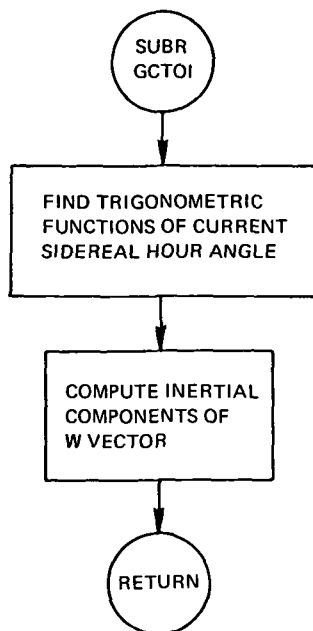 SUBR
GCTOI
FIND TRIGONOMETRIC
FUNCTIONS OF CURRENT
SIDEREAL HOUR ANGLE
COMPUTE INERTIAL
COMPONENTS OF
W VECTOR
RETURN